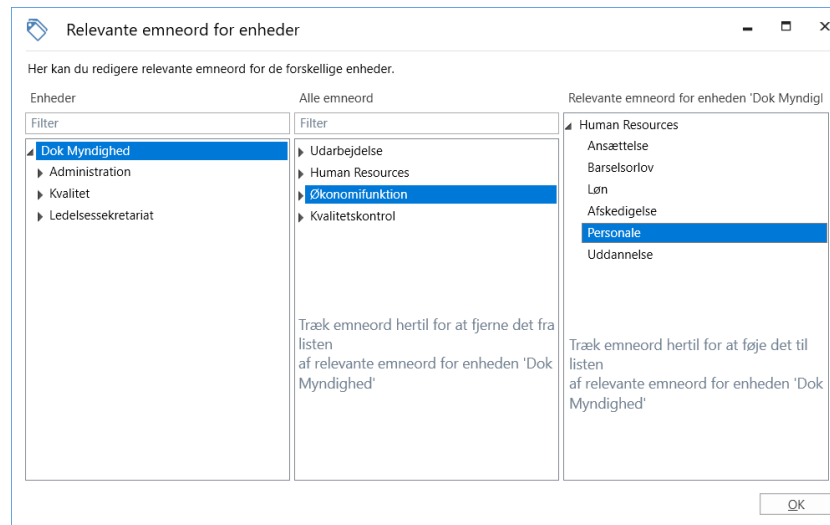 Relevante emneord for enheder
Her kan du redigere relevante emneord for de forskellige enheder.
Enheder
Filter
Dok Myndighed
Administration
Kvalitet
Ledelsessekretariat
Alle emneord
Filter
Udarbejdelse
Human Resources
Økonomifunktion
Kvalitetskontrol
Træk emneord hertil for at fjerne det fra
listen
af relevante emneord for enheden 'Dok
Myndighed'
Relevante emneord for enheden 'Dok Myndigl
Human Resources
Ansættelse
Barselsorlov
Løn
Afskedigelse
Personale
Uddannelse
Træk emneord hertil for at føje det til
listen
af relevante emneord for enheden 'Dok
Myndighed'
OK